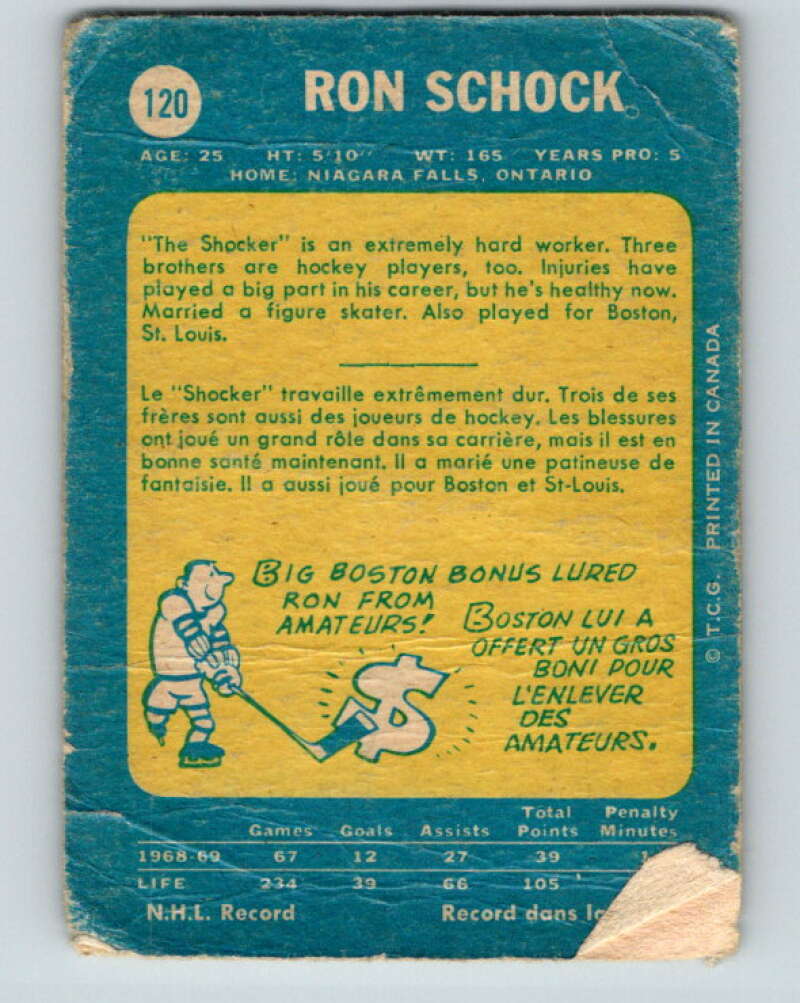 120
RON SCHOCK
AGE: 25 HT: 5'10" WT: 165 YEARS PRO: 5
HOME: NIAGARA FALLS, ONTARIO
"The Shocker" is an extremely hard worker. Three
brothers are hockey players, too. Injuries have
played a big part in his career, but he's healthy now.
Married a figure skater. Also played for Boston,
St. Louis.
Le "Shocker" travaille extrêmement dur. Trois de ses
frères sont aussi des joueurs de hockey. Les blessures
ont joué un grand rôle dans sa carrière, mais il est en
bonne santé maintenant. Il a marié une patineuse de
fantaisie. Il a aussi joué pour Boston et St-Louis.
BIG BOSTON BONUS LURED
RON FROM
AMATEURS!
BOSTON LUI A
OFFERT UN GROS
BONI POUR
L'ENLEVER
DES
AMATEURS.
$
© T.C.G. PRINTED IN CANADA
Games Goals Assists Total Points Penalty Minutes
1968-69 67 12 27 39
LIFE 234 39 66 105
N.H.L. Record Record dans